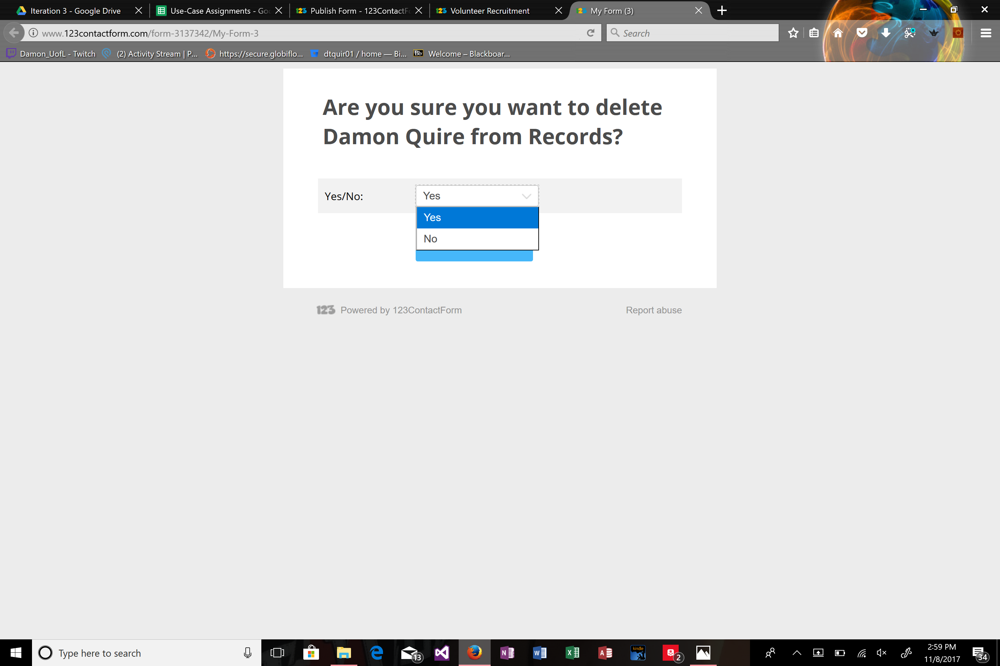 Iteration 3 - Google Drive
Use-Case Assignments - Goo
Publish Form - 123ContactFo
Volunteer Recruitment
My Form (3)
www.123contactform.com/form-3137342/My-Form-3
Search
Damon_UofL - Twitch
(2) Activity Stream | P...
https://secure.globiflo...
dtquir01 / home — Bi...
Bb
Welcome – Blackboar...
Are you sure you want to delete
Damon Quire from Records?
Yes/No:
Yes
Yes
No
123 Powered by 123ContactForm
Report abuse
Type here to search
13
kindle
2
2:59 PM
11/8/2017
34